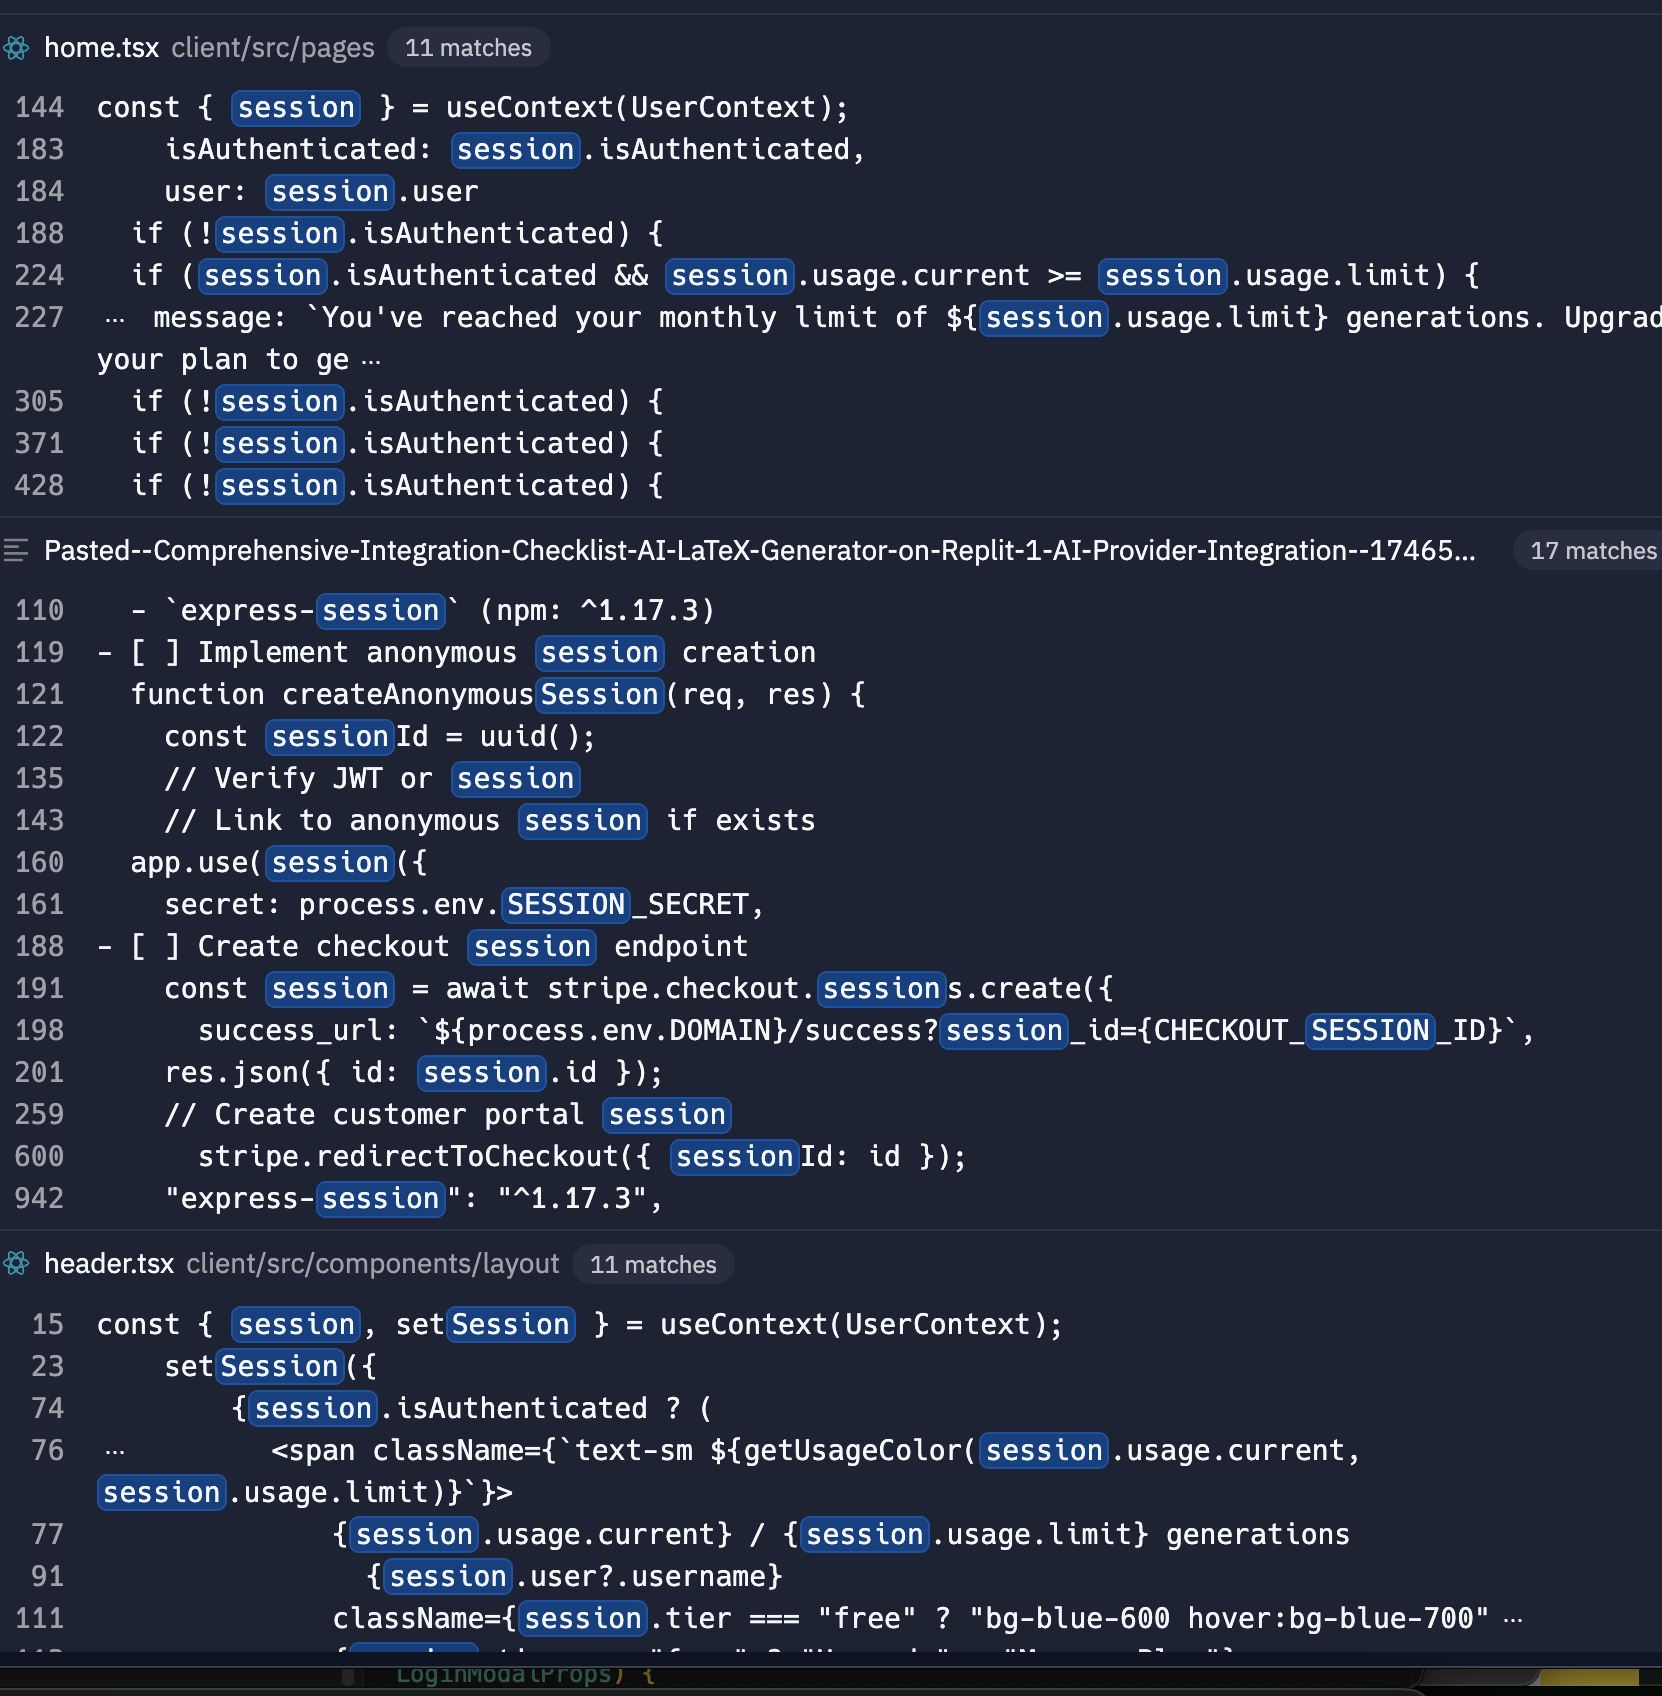 home.tsx client/src/pages 11 matches
144 const { session } = useContext(UserContext);
183 isAuthenticated: session.isAuthenticated,
184 user: session.user
188 if (!session.isAuthenticated) {
224 if (session.isAuthenticated && session.usage.current >= session.usage.limit) {
227 ... message: `You've reached your monthly limit of ${session.usage.limit} generations. Upgrad
your plan to ge ...
305 if (!session.isAuthenticated) {
371 if (!session.isAuthenticated) {
428 if (!session.isAuthenticated) {
Pasted--Comprehensive-Integration-Checklist-AI-LaTeX-Generator-on-Replit-1-AI-Provider-Integration--17465... 17 matches
110 - `express-session` (npm: ^1.17.3)
119 - [ ] Implement anonymous session creation
121 function createAnonymousSession(req, res) {
122 const sessionId = uuid();
135 // Verify JWT or session
143 // Link to anonymous session if exists
160 app.use(session({
161 secret: process.env.SESSION_SECRET,
188 - [ ] Create checkout session endpoint
191 const session = await stripe.checkout.sessions.create({
198 success_url: `${process.env.DOMAIN}/success?session_id={CHECKOUT_SESSION_ID}`,
201 res.json({ id: session.id });
259 // Create customer portal session
600 stripe.redirectToCheckout({ sessionId: id });
942 "express-session": "^1.17.3",
header.tsx client/src/components/layout 11 matches
15 const { session, setSession } = useContext(UserContext);
23 setSession({
74 {session.isAuthenticated ? (
76 ... <span className={`text-sm ${getUsageColor(session.usage.current,
session.usage.limit)}`}>
77 {session.usage.current} / {session.usage.limit} generations
91 {session.user?.username}
111 className={session.tier === "free" ? "bg-blue-600 hover:bg-blue-700" ...
LoginModalProps) {